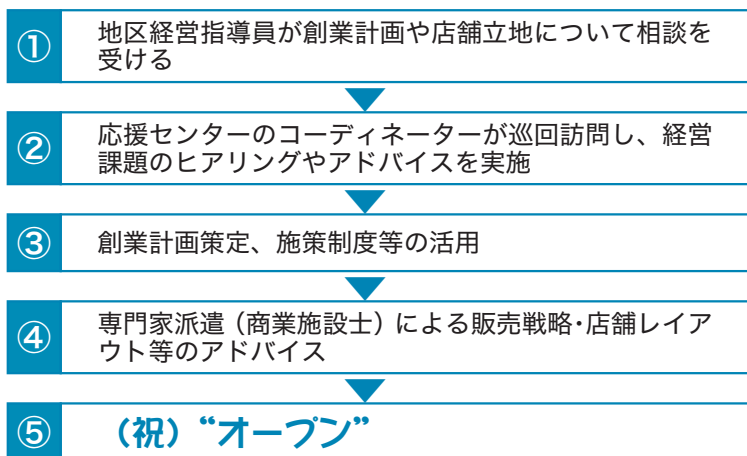 ① 地区経営指導員が創業計画や店舗立地について相談を
受ける
② 応援センターのコーディネーターが巡回訪問し、経営
課題のヒアリングやアドバイスを実施
③ 創業計画策定、施策制度等の活用
④ 専門家派遣（商業施設士）による販売戦略･店舗レイア
ウト等のアドバイス
⑤ （祝）“オープン”